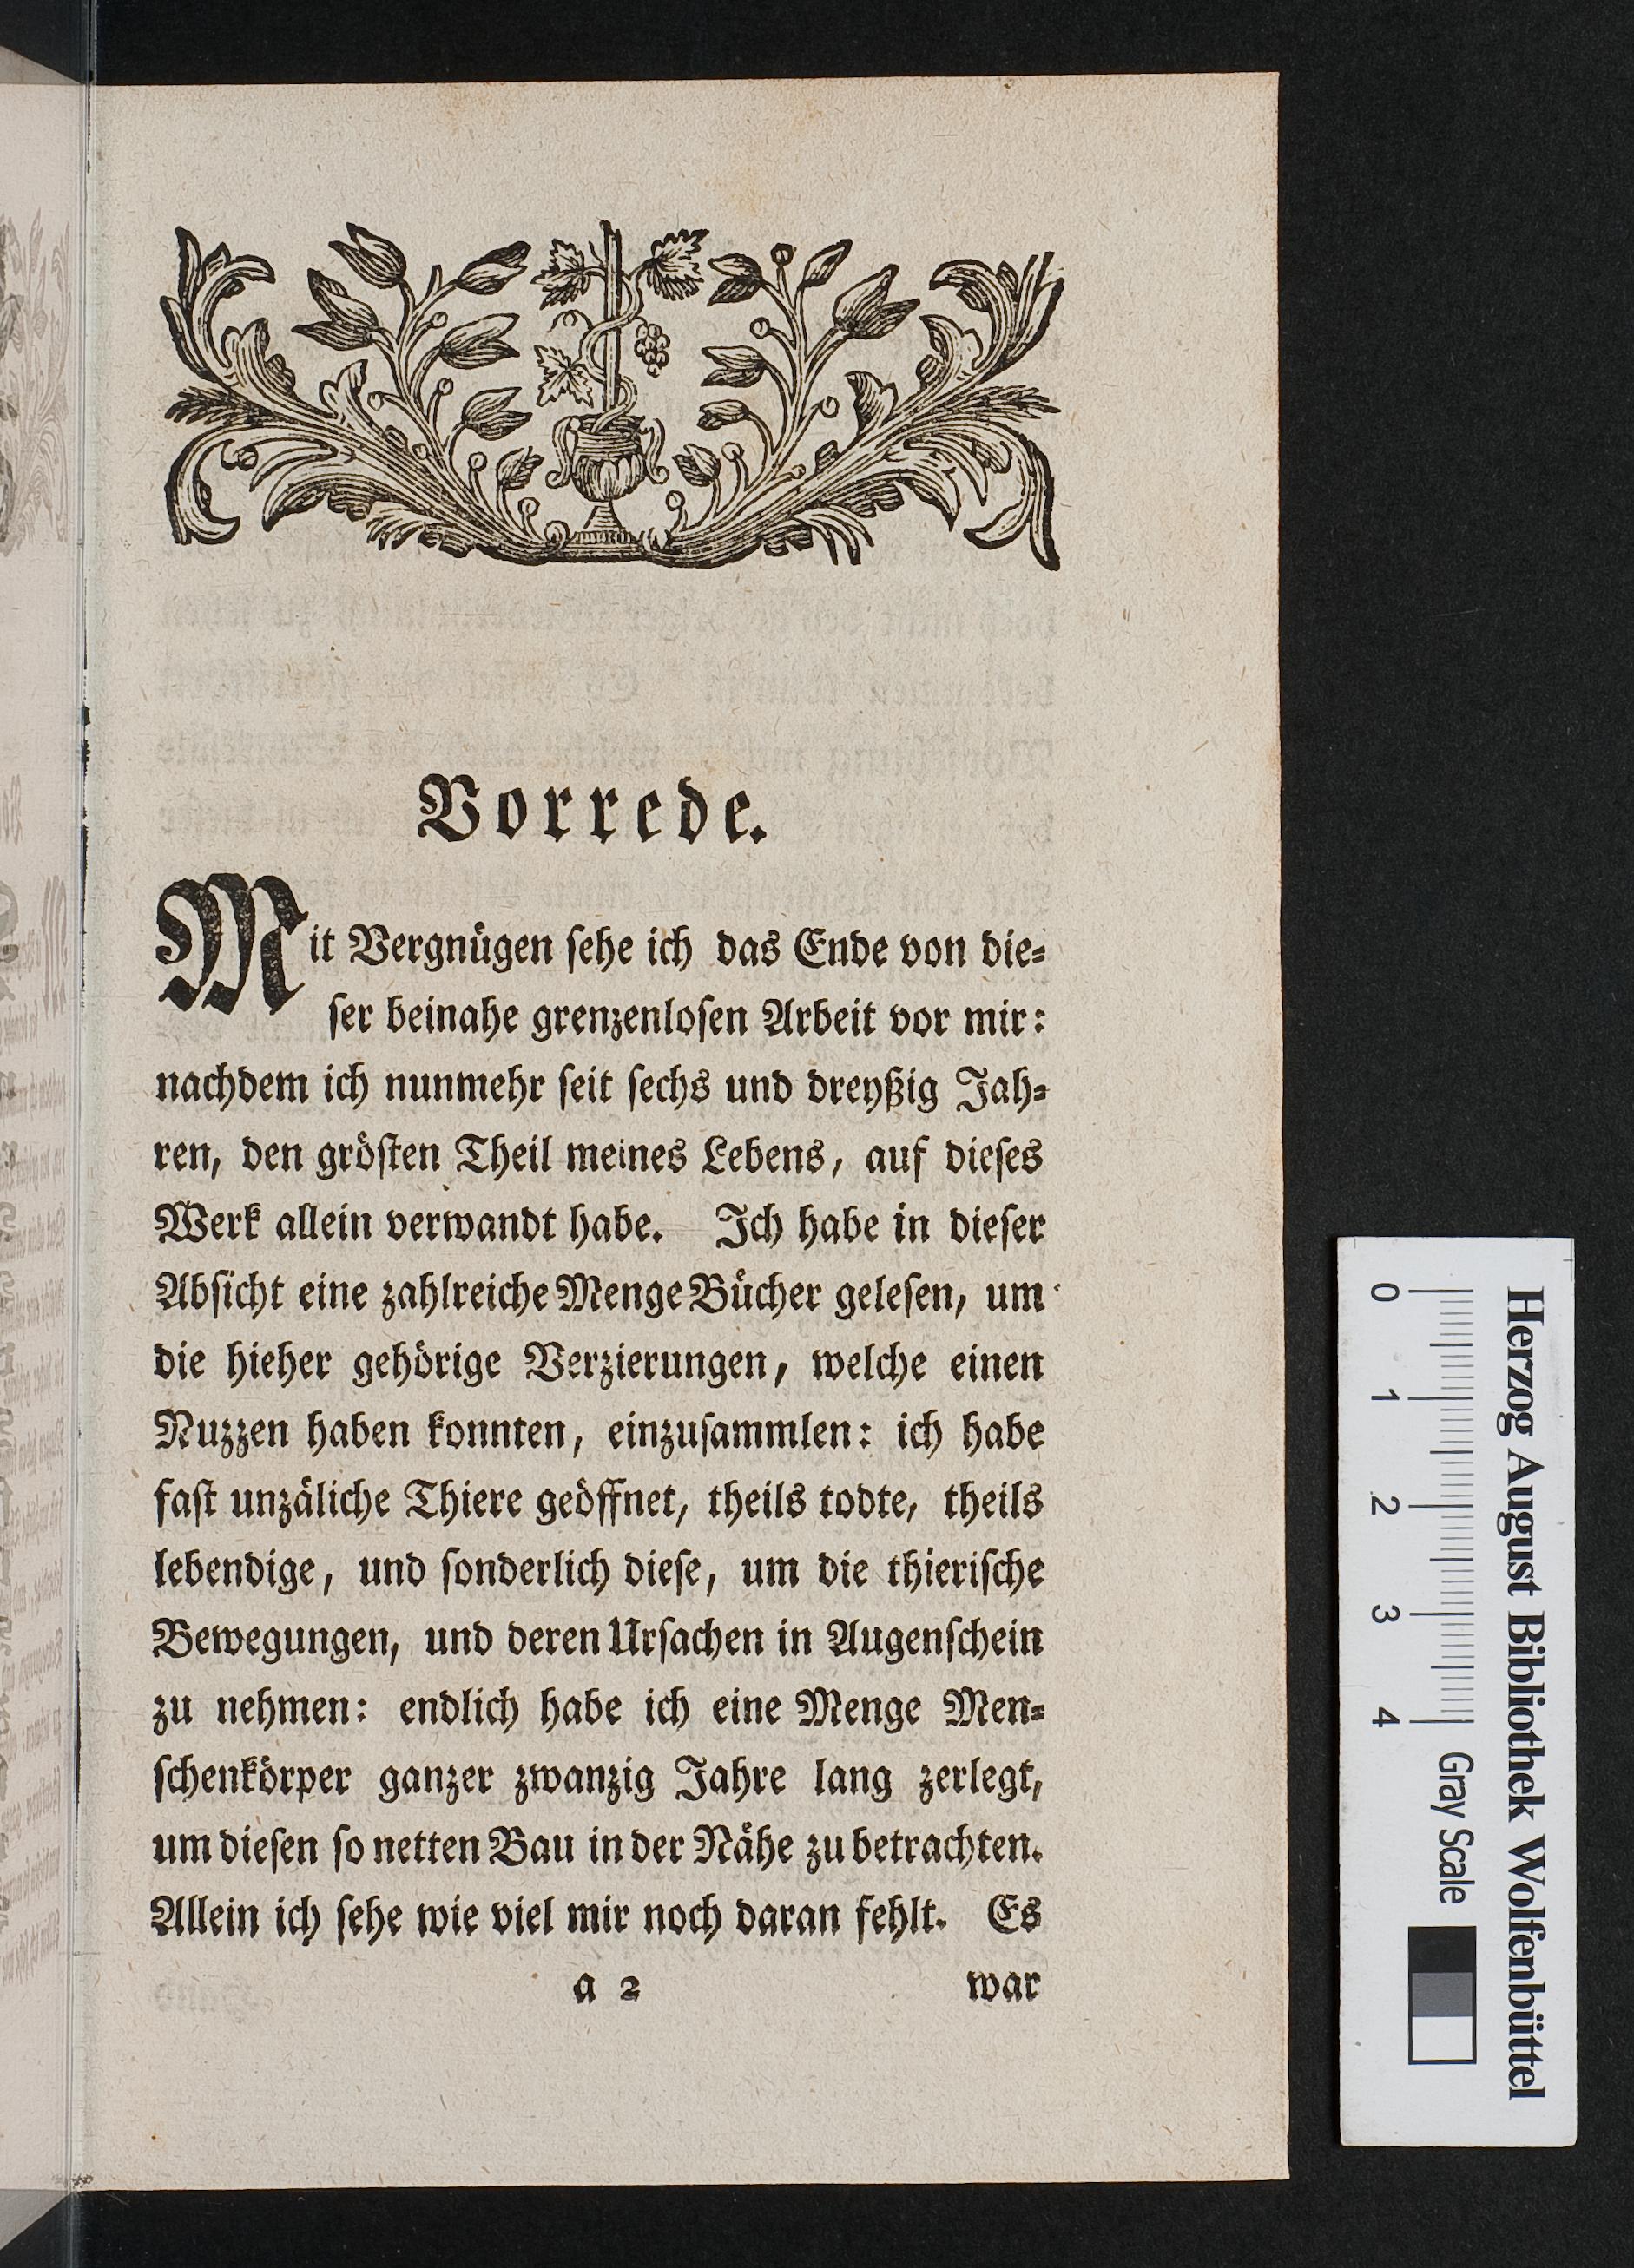 Vorrede.
Mit Vergnügen ſehe ich das Ende von die⸗
ſer beinahe grenzenloſen Arbeit vor mir:
nachdem ich nunmehr ſeit ſechs und dreyßig Jah⸗
ren, den gröſten Theil meines Lebens, auf dieſes
Werk allein verwandt habe. Ich habe in dieſer
Abſicht eine zahlreiche Menge Bücher geleſen, um
die hieher gehörige Verzierungen, welche einen
Nuzzen haben konnten, einzuſammlen: ich habe
faſt unzäliche Thiere geöffnet, theils todte, theils
lebendige, und ſonderlich dieſe, um die thieriſche
Bewegungen, und deren Urſachen in Augenſchein
zu nehmen: endlich habe ich eine Menge Men⸗
ſchenkörper ganzer zwanzig Jahre lang zerlegt,
um dieſen ſo netten Bau in der Nähe zu betrachten.
Allein ich ſehe wie viel mir noch daran fehlt. Es
a 2 war
Herzog August Bibliothek Wolfenbüttel
0 1 2 3 4 Gray Scale